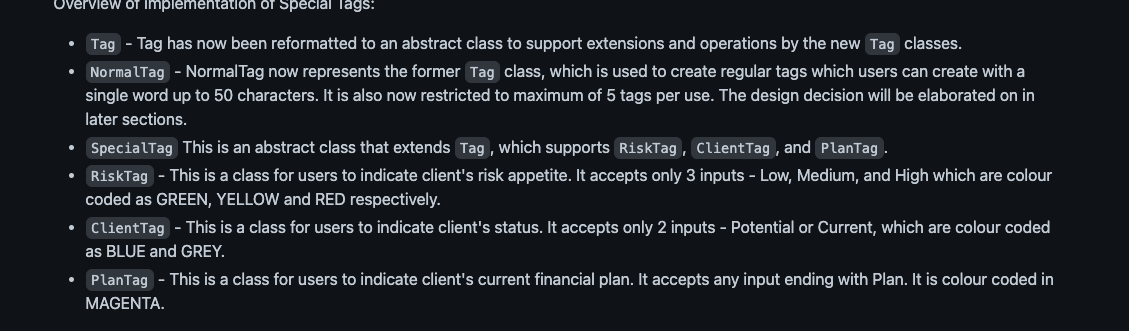 Overview of Implementation of Special Tags:
• Tag - Tag has now been reformatted to an abstract class to support extensions and operations by the new Tag classes.
• NormalTag - NormalTag now represents the former Tag class, which is used to create regular tags which users can create with a
single word up to 50 characters. It is also now restricted to maximum of 5 tags per use. The design decision will be elaborated on in
later sections.
• SpecialTag This is an abstract class that extends Tag, which supports RiskTag, ClientTag, and PlanTag.
• RiskTag - This is a class for users to indicate client's risk appetite. It accepts only 3 inputs - Low, Medium, and High which are colour
coded as GREEN, YELLOW and RED respectively.
• ClientTag - This is a class for users to indicate client's status. It accepts only 2 inputs - Potential or Current, which are colour coded
as BLUE and GREY.
• PlanTag - This is a class for users to indicate client's current financial plan. It accepts any input ending with Plan. It is colour coded in
MAGENTA.